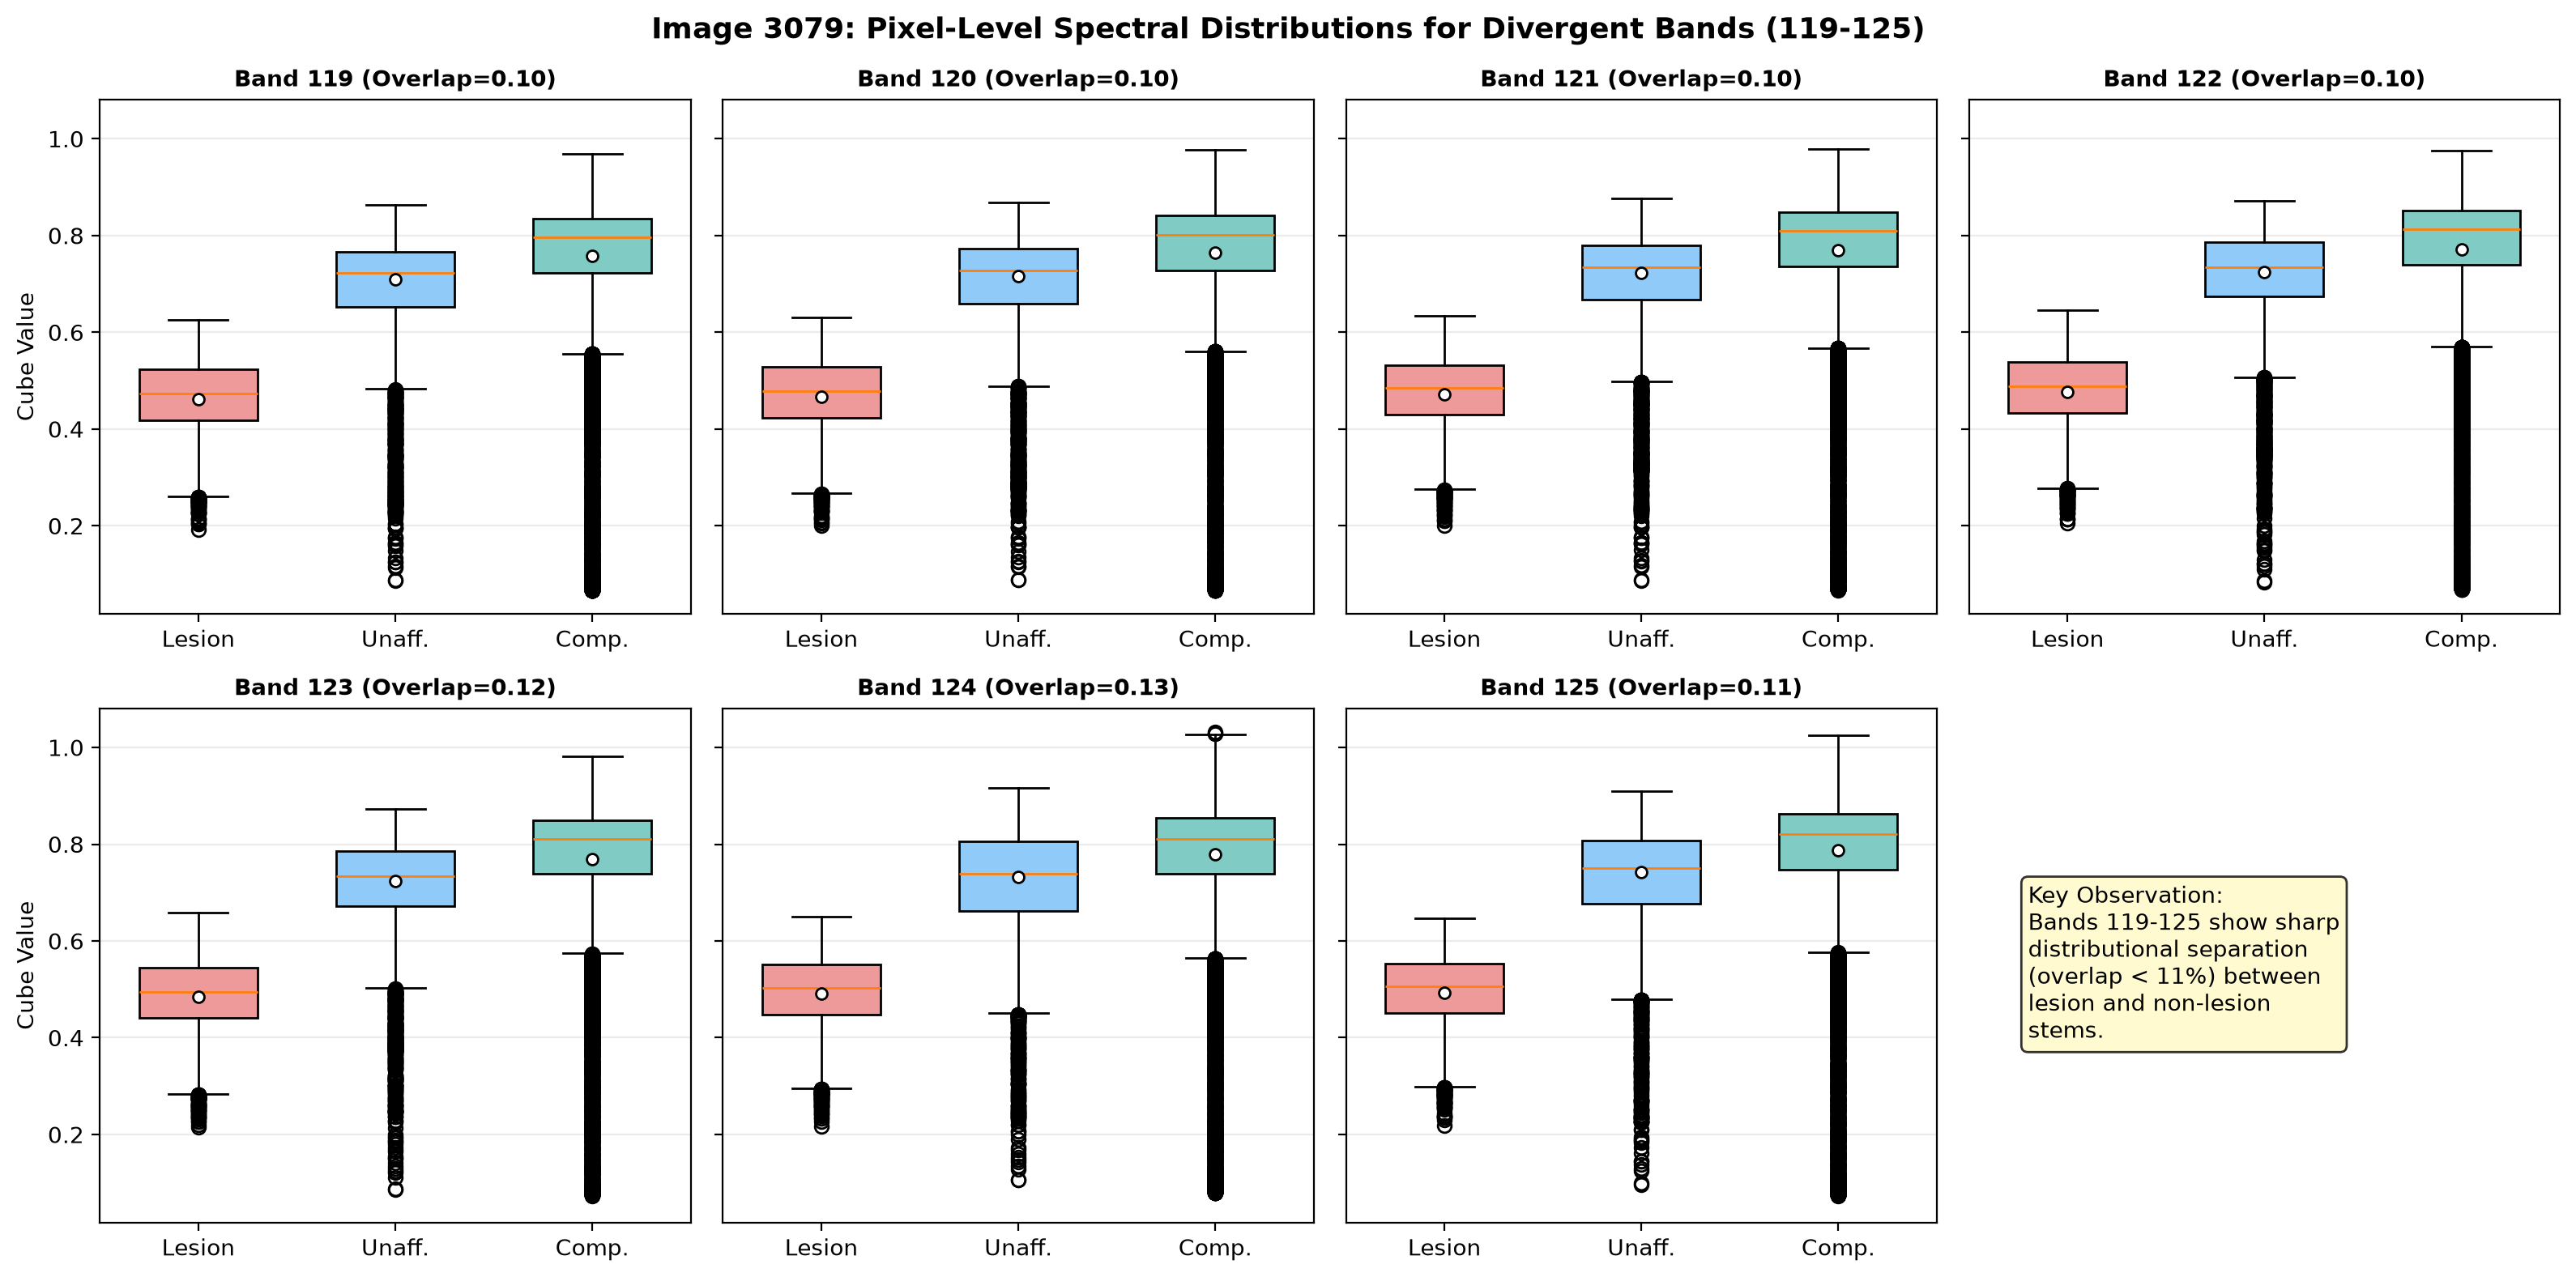 Image 3079: Pixel-Level Spectral Distributions for Divergent Bands (119-125)
Band 119 (Overlap=0.10)
Band 120 (Overlap=0.10)
Band 121 (Overlap=0.10)
Band 122 (Overlap=0.10)
Cube Value
1.0
0.8
0.6
0.4
0.2
Lesion Unaff. Comp.
Lesion Unaff. Comp.
Lesion Unaff. Comp.
Lesion Unaff. Comp.
Band 123 (Overlap=0.12)
Band 124 (Overlap=0.13)
Band 125 (Overlap=0.11)
Cube Value
1.0
0.8
0.6
0.4
0.2
Lesion Unaff. Comp.
Lesion Unaff. Comp.
Lesion Unaff. Comp.
Key Observation:
Bands 119-125 show sharp
distributional separation
(overlap < 11%) between
lesion and non-lesion
stems.